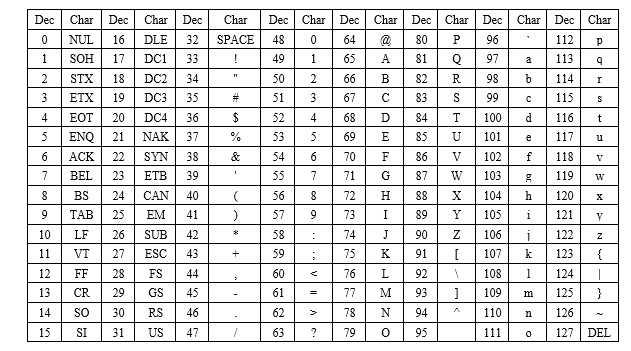 Dec Char Dec Char Dec Char Dec Char Dec Char Dec Char Dec Char Dec Char
0 NUL 16 DLE 32 SPACE 48 0 64 @ 80 P 96 ` 112 p
1 SOH 17 DC1 33 ! 49 1 65 A 81 Q 97 a 113 q
2 STX 18 DC2 34 " 50 2 66 B 82 R 98 b 114 r
3 ETX 19 DC3 35 # 51 3 67 C 83 S 99 c 115 s
4 EOT 20 DC4 36 $ 52 4 68 D 84 T 100 d 116 t
5 ENQ 21 NAK 37 % 53 5 69 E 85 U 101 e 117 u
6 ACK 22 SYN 38 & 54 6 70 F 86 V 102 f 118 v
7 BEL 23 ETB 39 ' 55 7 71 G 87 W 103 g 119 w
8 BS 24 CAN 40 ( 56 8 72 H 88 X 104 h 120 x
9 TAB 25 EM 41 ) 57 9 73 I 89 Y 105 i 121 y
10 LF 26 SUB 42 * 58 : 74 J 90 Z 106 j 122 z
11 VT 27 ESC 43 + 59 ; 75 K 91 [ 107 k 123 {
12 FF 28 FS 44 , 60 < 76 L 92 \ 108 l 124 |
13 CR 29 GS 45 - 61 = 77 M 93 ] 109 m 125 }
14 SO 30 RS 46 . 62 > 78 N 94 ^ 110 n 126 ~
15 SI 31 US 47 / 63 ? 79 O 95 111 o 127 DEL